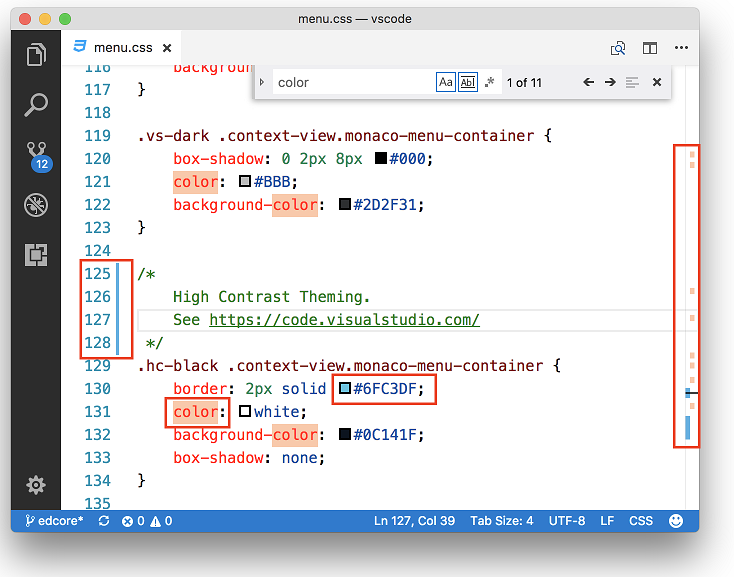 menu.css — vscode
menu.css
color Aa Abl .* 1 of 11
116 backgroun
117 }
118
119 .vs-dark .context-view.monaco-menu-container {
120 box-shadow: 0 2px 8px #000;
121 color: #BBB;
122 background-color: #2D2F31;
123 }
124
125 /*
126 High Contrast Theming.
127 See https://code.visualstudio.com/
128 */
129 .hc-black .context-view.monaco-menu-container {
130 border: 2px solid #6FC3DF;
131 color: white;
132 background-color: #0C141F;
133 box-shadow: none;
134 }
135
12
edcore* 0 0 Ln 127, Col 39 Tab Size: 4 UTF-8 LF CSS